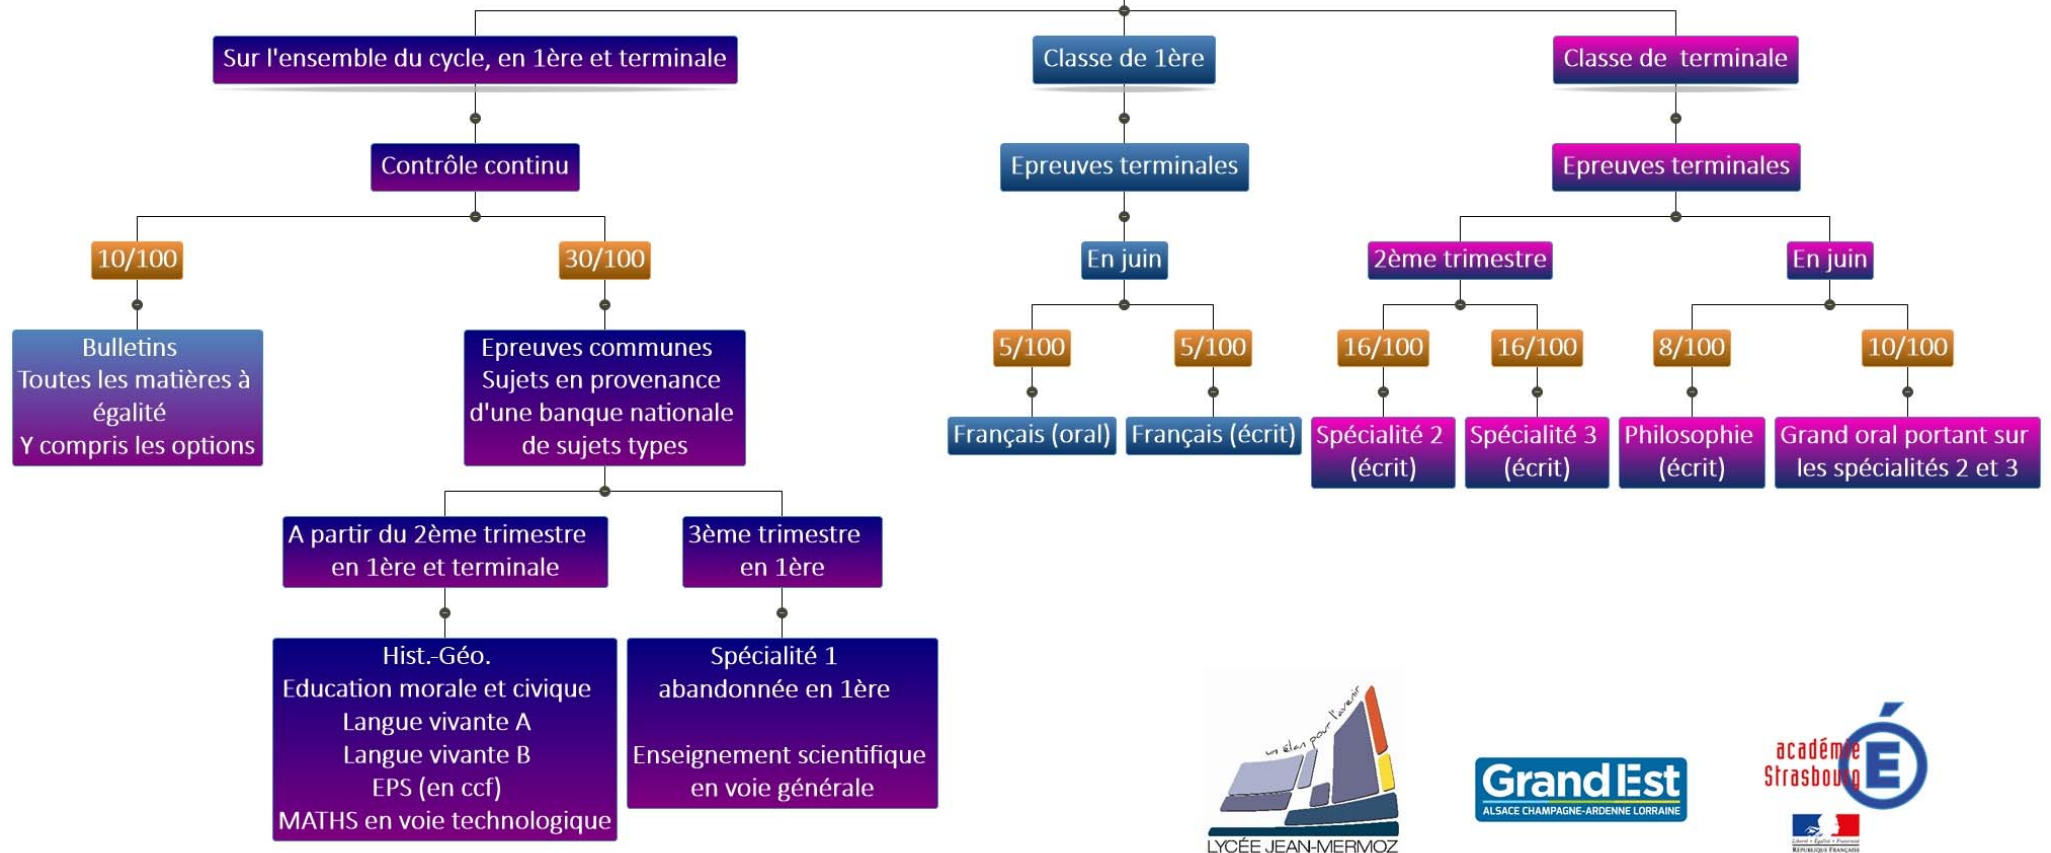 Sur l'ensemble du cycle, en 1ère et terminale
Contrôle continu
10/100
Bulletins
Toutes les matières à
égalité
Y compris les options
30/100
Epreuves communes
Sujets en provenance
d'une banque nationale
de sujets types
A partir du 2ème trimestre
en 1ère et terminale
Hist.-Géo.
Education morale et civique
Langue vivante A
Langue vivante B
EPS (en ccf)
MATHS en voie technologique
3ème trimestre
en 1ère
Spécialité 1
abandonnée en 1ère
Enseignement scientifique
en voie générale
Classe de 1ère
Epreuves terminales
En juin
5/100
Français (oral)
5/100
Français (écrit)
Classe de  terminale
Epreuves terminales
2ème trimestre
16/100
Spécialité 2
(écrit)
16/100
Spécialité 3
(écrit)
En juin
8/100
Philosophie
(écrit)
10/100
Grand oral portant sur
les spécialités 2 et 3
un élan pour l'avenir
LYCÉE JEAN-MERMOZ
Grand Est
ALSACE CHAMPAGNE-ARDENNE LORRAINE
académie
Strasbourg
É
Liberté • Égalité • Fraternité
RÉPUBLIQUE FRANÇAISE